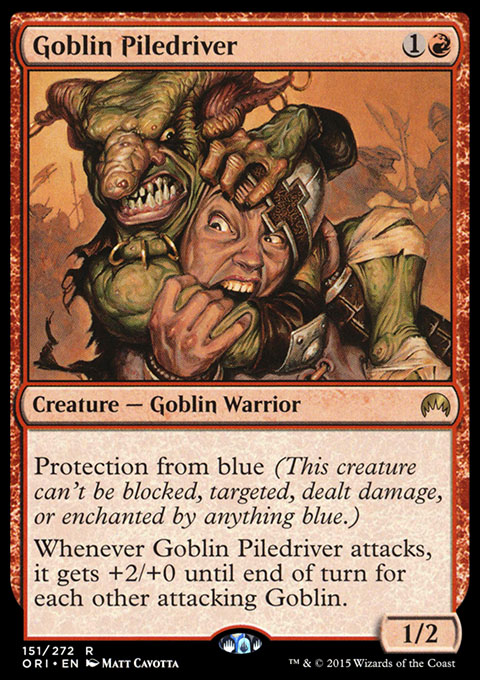 Goblin Piledriver 1
Creature — Goblin Warrior
Protection from blue (This creature
can't be blocked, targeted, dealt damage,
or enchanted by anything blue.)
Whenever Goblin Piledriver attacks,
it gets +2/+0 until end of turn for
each other attacking Goblin.
1/2
151/272 R
ORI • EN Matt Cavotta ™ & © 2015 Wizards of the Coast